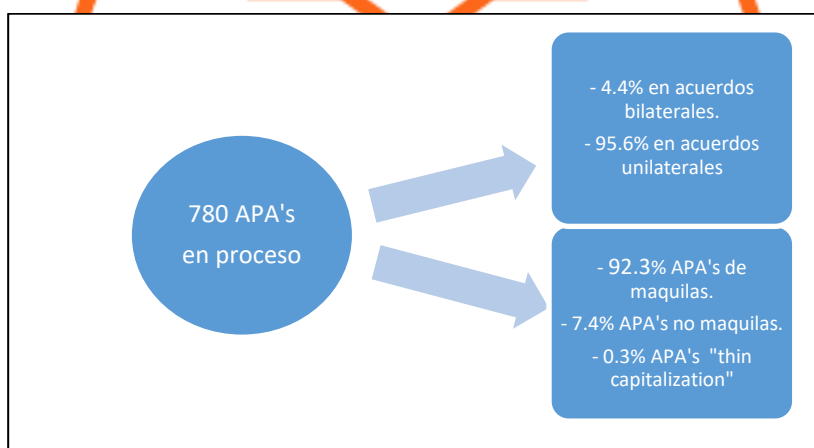 780 APA's
en proceso
- 4.4% en acuerdos
bilaterales.
- 95.6% en acuerdos
unilaterales
- 92.3% APA's de
maquilas.
- 7.4% APA's no maquilas.
- 0.3% APA's "thin
capitalization"